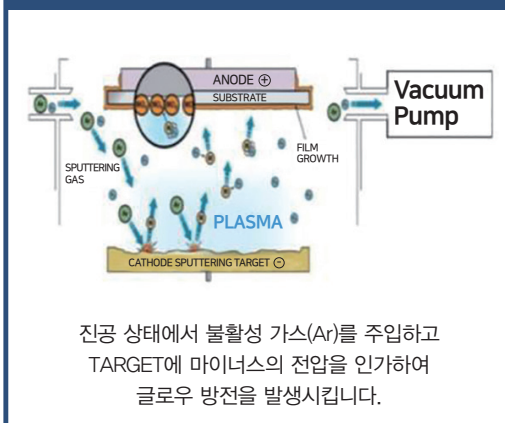 ANODE ⊕
SUBSTRATE
Vacuum
Pump
FILM
GROWTH
SPUTTERING
GAS
PLASMA
CATHODE SPUTTERING TARGET ⊖
진공 상태에서 불활성 가스(Ar)를 주입하고
TARGET에 마이너스의 전압을 인가하여
글로우 방전을 발생시킵니다.